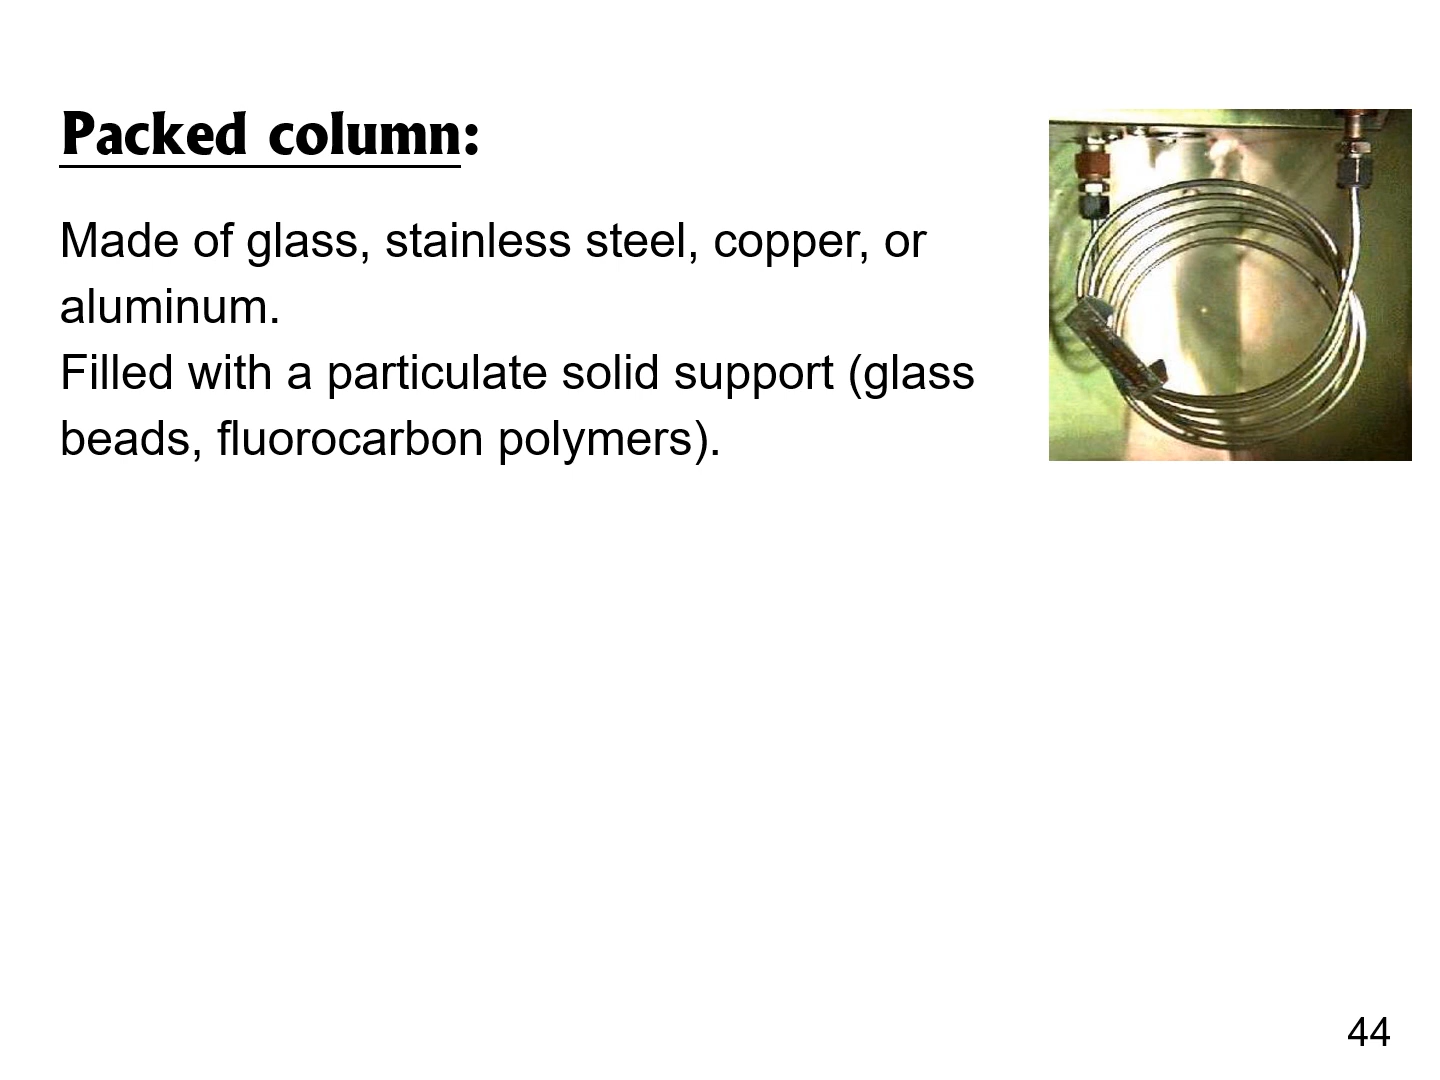 Packed column:
Made of glass, stainless steel, copper, or
aluminum.
Filled with a particulate solid support (glass
beads, fluorocarbon polymers).
44